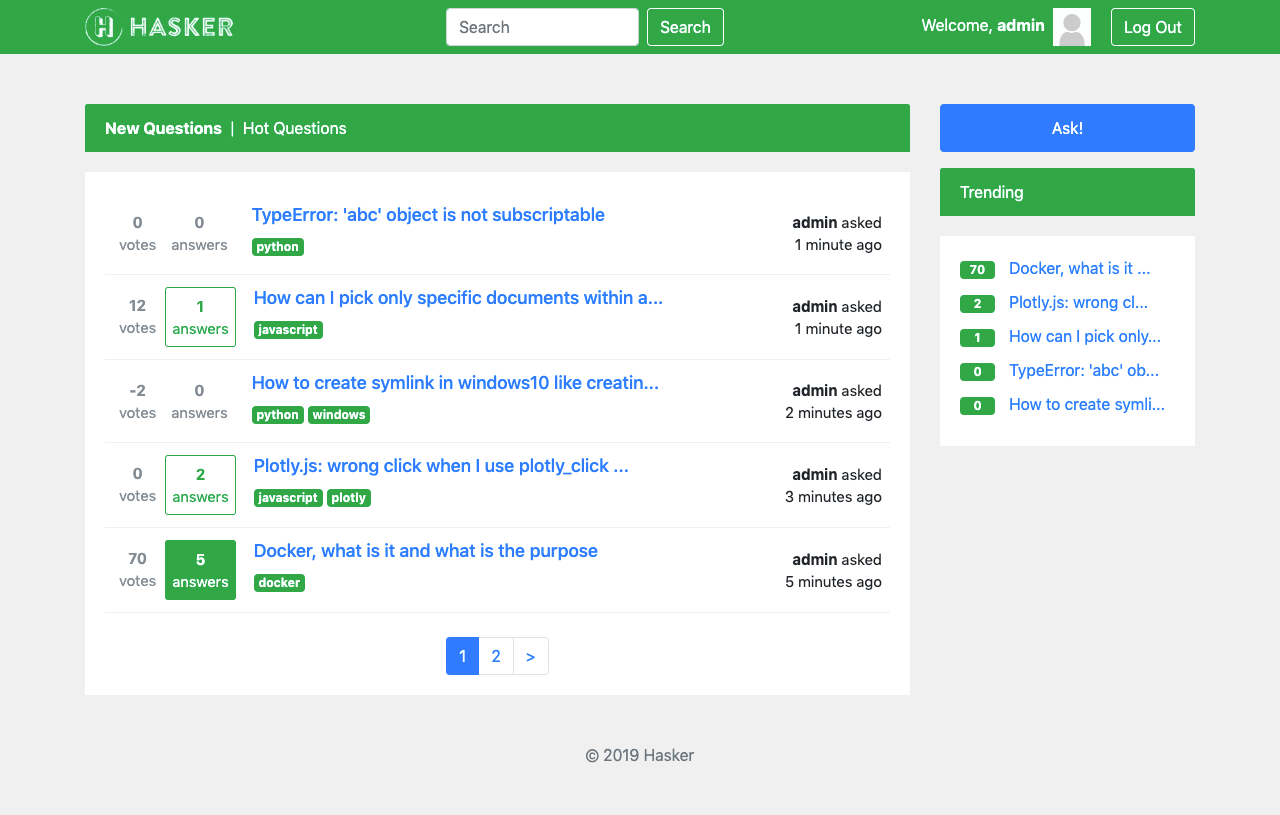 H HASKER
Search
Search
Welcome, admin
Log Out
New Questions | Hot Questions
Ask!
Trending
0
votes
0
answers
TypeError: 'abc' object is not subscriptable
python
admin asked
1 minute ago
12
votes
1
answers
How can I pick only specific documents within a...
javascript
admin asked
1 minute ago
-2
votes
0
answers
How to create symlink in windows10 like creatin...
python windows
admin asked
2 minutes ago
0
votes
2
answers
Plotly.js: wrong click when I use plotly_click ...
javascript plotly
admin asked
3 minutes ago
70
votes
5
answers
Docker, what is it and what is the purpose
docker
admin asked
5 minutes ago
1 2 >
70 Docker, what is it ...
2 Plotly.js: wrong cl...
1 How can I pick only...
0 TypeError: 'abc' ob...
0 How to create symli...
© 2019 Hasker